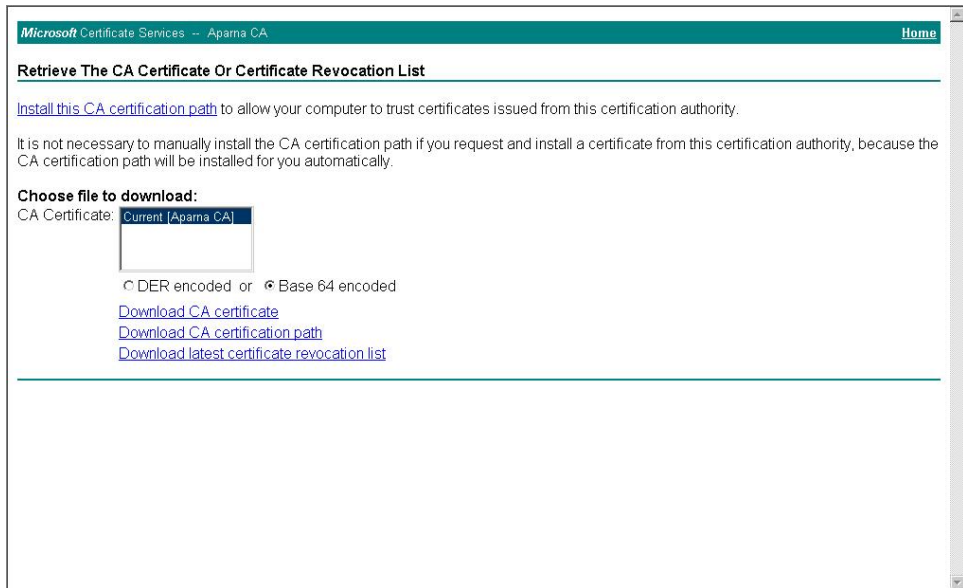 Microsoft Certificate Services -- Aparna CA Home
Retrieve The CA Certificate Or Certificate Revocation List
Install this CA certification path to allow your computer to trust certificates issued from this certification authority.
It is not necessary to manually install the CA certification path if you request and install a certificate from this certification authority, because the
CA certification path will be installed for you automatically.
Choose file to download:
CA Certificate: Current [Aparna CA]
DER encoded or Base 64 encoded
Download CA certificate
Download CA certification path
Download latest certificate revocation list